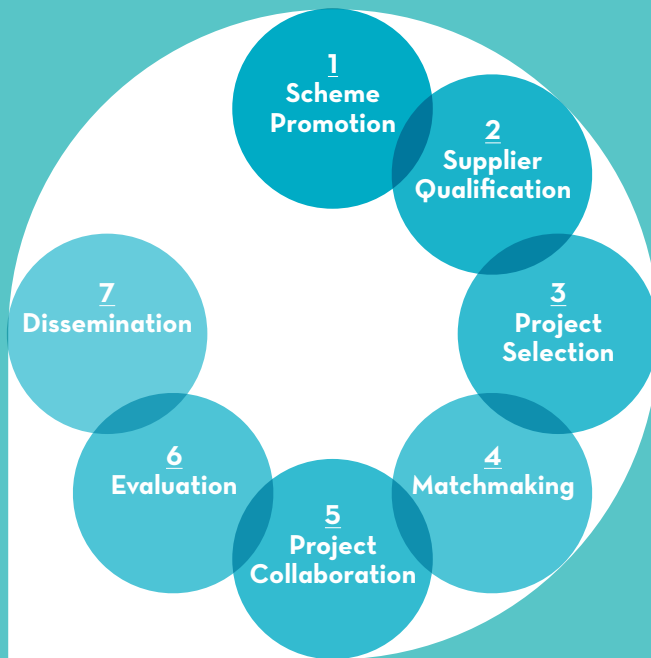 1
Scheme
Promotion
2
Supplier
Qualification
3
Project
Selection
4
Matchmaking
5
Project
Collaboration
6
Evaluation
7
Dissemination